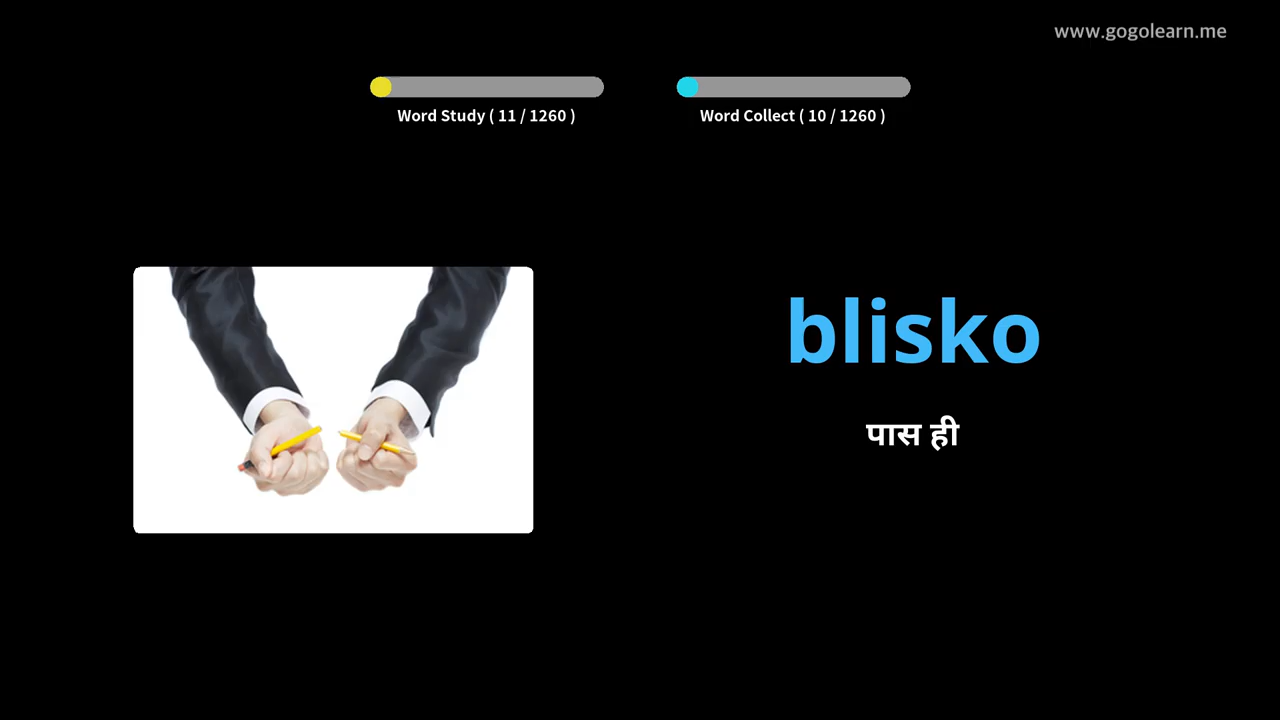 www.gogolearn.me
Word Study ( 11 / 1260 )
Word Collect ( 10 / 1260 )
blisko
पास ही